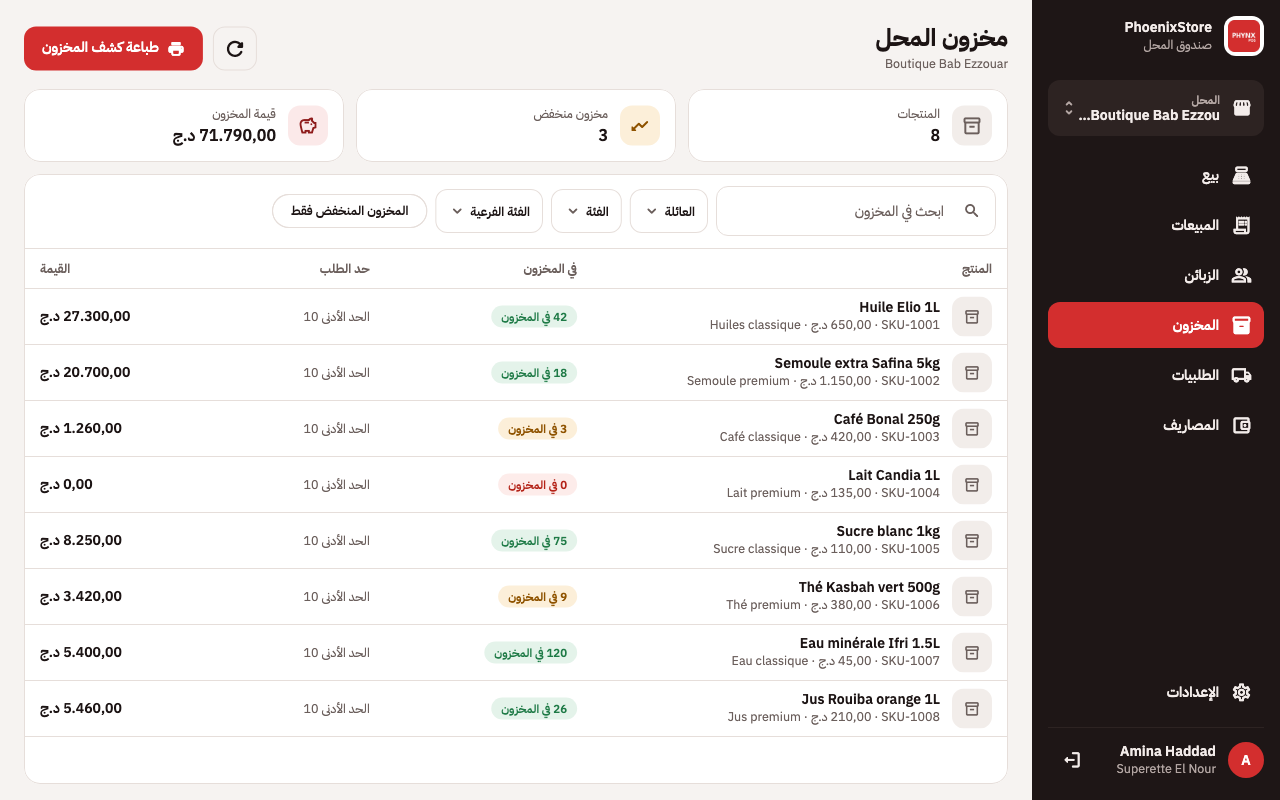 PhoenixStore
صندوق المحل
PHYNX
POS
المحل
Boutique Bab Ezzou...
بيع
المبيعات
الزبائن
المخزون
الطلبيات
المصاريف
الإعدادات
A
Amina Haddad
Superette El Nour
مخزون المحل
Boutique Bab Ezzouar
طباعة كشف المخزون
المنتجات
8
مخزون منخفض
3
قيمة المخزون
71.790,00 د.ج
ابحث في المخزون
العائلة
الفئة
الفئة الفرعية
المخزون المنخفض فقط
المنتج في المخزون حد الطلب القيمة
Huile Elio 1L
SKU-1001 · 650,00 د.ج · Huiles classique
42 في المخزون
الحد الأدنى 10
27.300,00 د.ج
Semoule extra Safina 5kg
SKU-1002 · 1.150,00 د.ج · Semoule premium
18 في المخزون
الحد الأدنى 10
20.700,00 د.ج
Café Bonal 250g
SKU-1003 · 420,00 د.ج · Café classique
3 في المخزون
الحد الأدنى 10
1.260,00 د.ج
Lait Candia 1L
SKU-1004 · 135,00 د.ج · Lait premium
0 في المخزون
الحد الأدنى 10
0,00 د.ج
Sucre blanc 1kg
SKU-1005 · 110,00 د.ج · Sucre classique
75 في المخزون
الحد الأدنى 10
8.250,00 د.ج
Thé Kasbah vert 500g
SKU-1006 · 380,00 د.ج · Thé premium
9 في المخزون
الحد الأدنى 10
3.420,00 د.ج
Eau minérale Ifri 1.5L
SKU-1007 · 45,00 د.ج · Eau classique
120 في المخزون
الحد الأدنى 10
5.400,00 د.ج
Jus Rouiba orange 1L
SKU-1008 · 210,00 د.ج · Jus premium
26 في المخزون
الحد الأدنى 10
5.460,00 د.ج